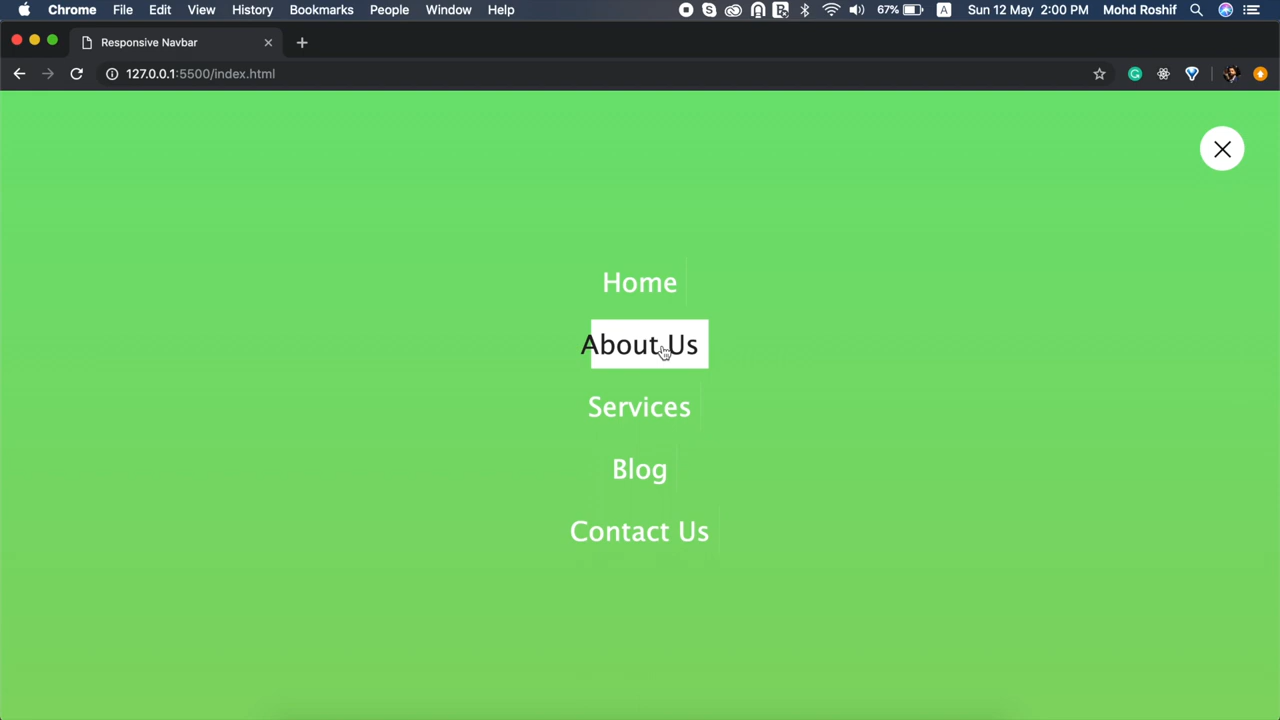 Chrome File Edit View History Bookmarks People Window Help 67% A Sun 12 May 2:00 PM Mohd Roshif
Responsive Navbar
127.0.0.1:5500/index.html
Home
About Us
Services
Blog
Contact Us